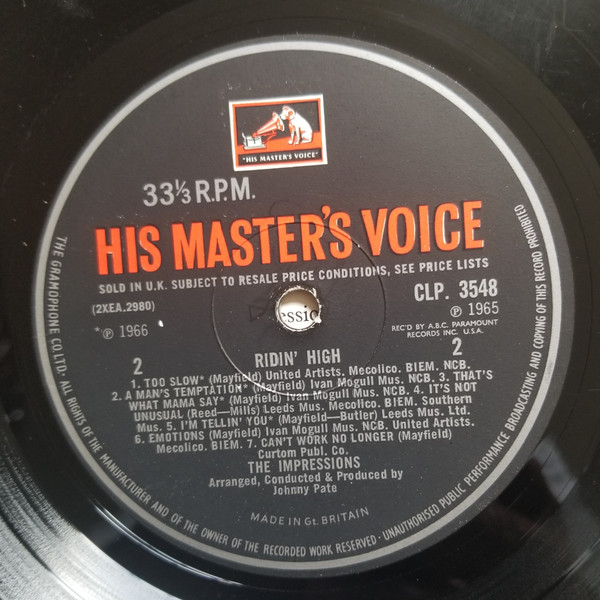 "HIS MASTER'S VOICE"
33⅓ R.P.M.
HIS MASTER'S VOICE
SOLD IN U.K. SUBJECT TO RESALE PRICE CONDITIONS, SEE PRICE LISTS
(2XEA.2980)
CLP. 3548
* ℗ 1966
℗ 1965
REC'D BY A.B.C. PARAMOUNT
RECORDS INC. U.S.A.
essio
2
2
RIDIN' HIGH
1. TOO SLOW* (Mayfield) United Artists. Mecolico. BIEM. NCB.
2. A MAN'S TEMPTATION* (Mayfield) Ivan Mogull Mus. NCB. 3. THAT'S
WHAT MAMA SAY* (Mayfield) Ivan Mogull Mus. NCB. 4. IT'S NOT
UNUSUAL (Reed—Mills) Leeds Mus. Mecolico. BIEM. Southern
Mus. 5. I'M TELLIN' YOU* (Mayfield—Butler) Leeds Mus. Ltd.
6. EMOTIONS (Mayfield) Ivan Mogull Mus. NCB. United Artists.
Mecolico. BIEM. 7. CAN'T WORK NO LONGER (Mayfield)
Curtom Publ. Co.
THE IMPRESSIONS
Arranged, Conducted & Produced by
Johnny Pate
MADE IN Gt. BRITAIN
THE GRAMOPHONE CO. LTD. · ALL RIGHTS OF THE MANUFACTURER AND OF THE OWNER OF THE RECORDED WORK RESERVED · UNAUTHORISED PUBLIC PERFORMANCE BROADCASTING AND COPYING OF THIS RECORD PROHIBITED